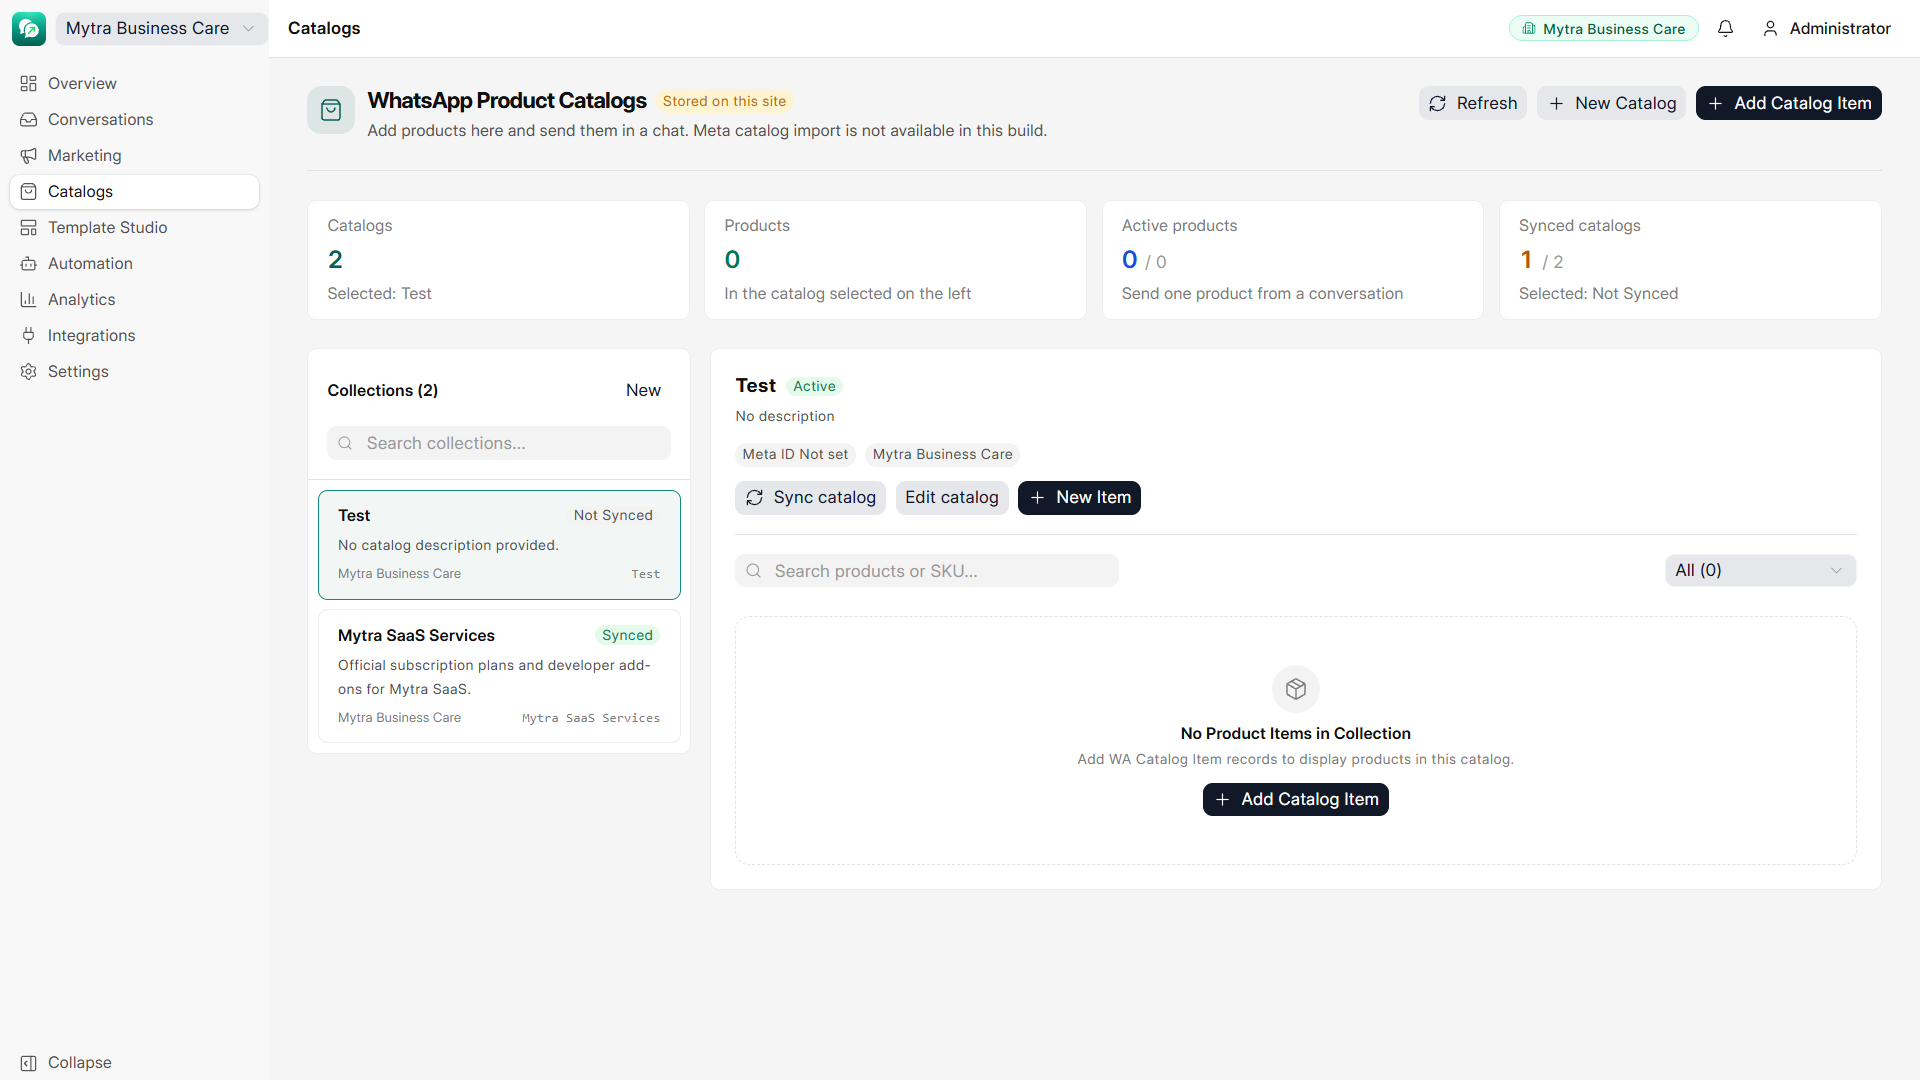 Mytra Business Care
Catalogs
Mytra Business Care
Administrator
Overview
Conversations
Marketing
Catalogs
Template Studio
Automation
Analytics
Integrations
Settings
Collapse
WhatsApp Product Catalogs
Stored on this site
Add products here and send them in a chat. Meta catalog import is not available in this build.
Refresh
New Catalog
Add Catalog Item
Catalogs
2
Selected: Test
Products
0
In the catalog selected on the left
Active products
0 / 0
Send one product from a conversation
Synced catalogs
1 / 2
Selected: Not Synced
Collections (2)
New
Search collections...
Test
Not Synced
No catalog description provided.
Mytra Business Care
Test
Mytra SaaS Services
Synced
Official subscription plans and developer add-
ons for Mytra SaaS.
Mytra Business Care
Mytra SaaS Services
Test
Active
No description
Meta ID Not set
Mytra Business Care
Sync catalog
Edit catalog
New Item
Search products or SKU...
All (0)
No Product Items in Collection
Add WA Catalog Item records to display products in this catalog.
Add Catalog Item